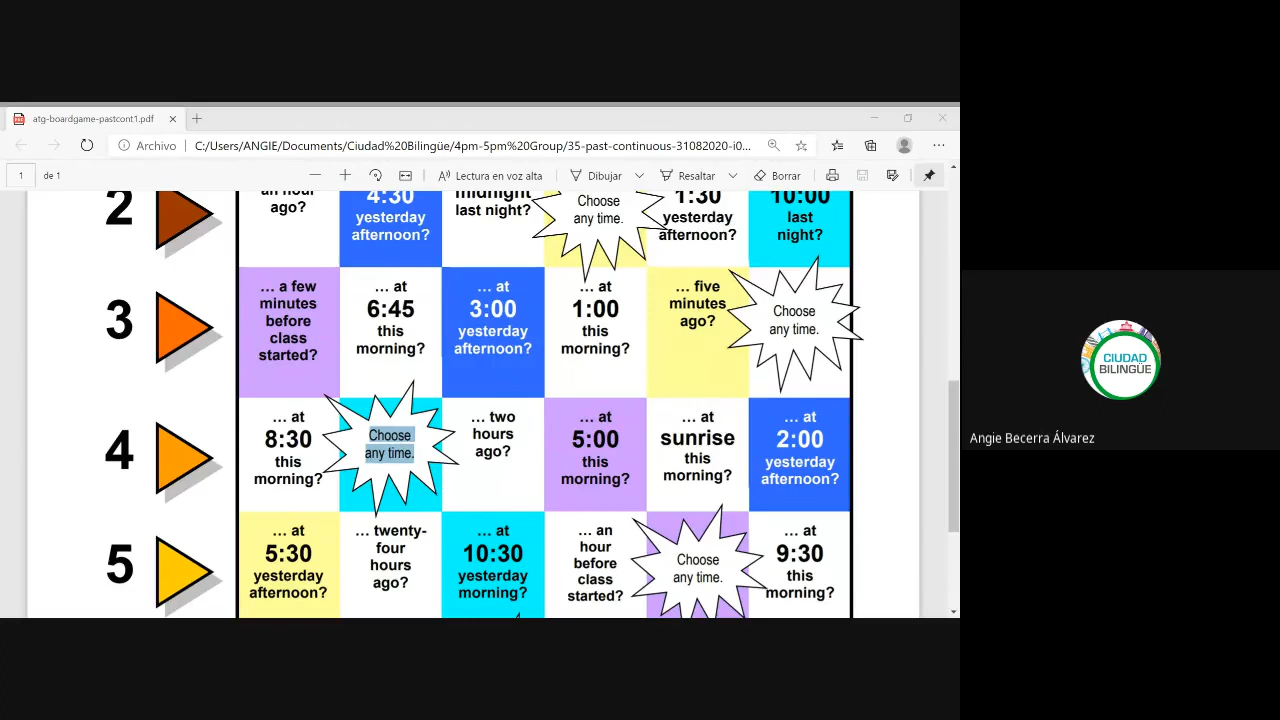 atg-boardgame-pastcont1.pdf
Archivo
C:/Users/ANGIE/Documents/Ciudad%20Bilingüe/4pm-5pm%20Group/35-past-continuous-31082020-i0...
1
de 1
Lectura en voz alta
Dibujar
Resaltar
Borrar
2
an hour
ago?
4:30
yesterday
afternoon?
midnight
last night?
Choose
any time.
1:30
yesterday
afternoon?
10:00
last
night?
3
... a few
minutes
before
class
started?
... at
6:45
this
morning?
... at
3:00
yesterday
afternoon?
... at
1:00
this
morning?
... five
minutes
ago?
Choose
any time.
4
... at
8:30
this
morning?
Choose
any time.
... two
hours
ago?
... at
5:00
this
morning?
... at
sunrise
this
morning?
... at
2:00
yesterday
afternoon?
5
... at
5:30
yesterday
afternoon?
... twenty-
four
hours
ago?
... at
10:30
yesterday
morning?
... an
hour
before
class
started?
Choose
any time.
... at
9:30
this
morning?
CIUDAD
BILINGÜE
Angie Becerra Álvarez